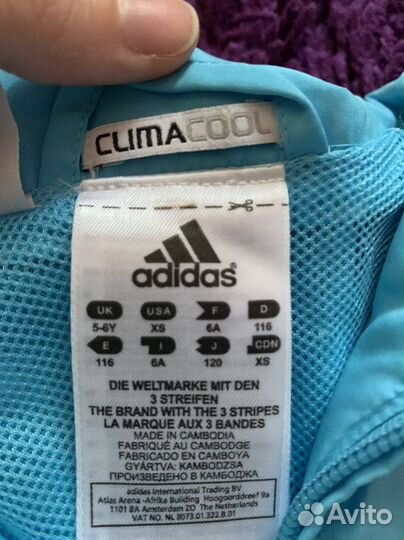 CLIMACOOL
adidas®
UK USA F D
5-6Y XS 6A 116
E I J CDN
116 6A 120 XS
DIE WELTMARKE MIT DEN
3 STREIFEN
THE BRAND WITH THE 3 STRIPES
LA MARQUE AUX 3 BANDES
MADE IN CAMBODIA
FABRIQUÉ AU CAMBODGE
FABRICADO EN CAMBOYA
GYÁRTVA: KAMBODZSA
ПРОИЗВЕДЕНО В КАМБОДЖА
adidas International Trading BV
Atlas Arena -Afrika Building Hoogoorddreef 9a
1101 BA Amsterdam ZO The Netherlands
VAT NO. NL 8073.01.322.B.01
Avito